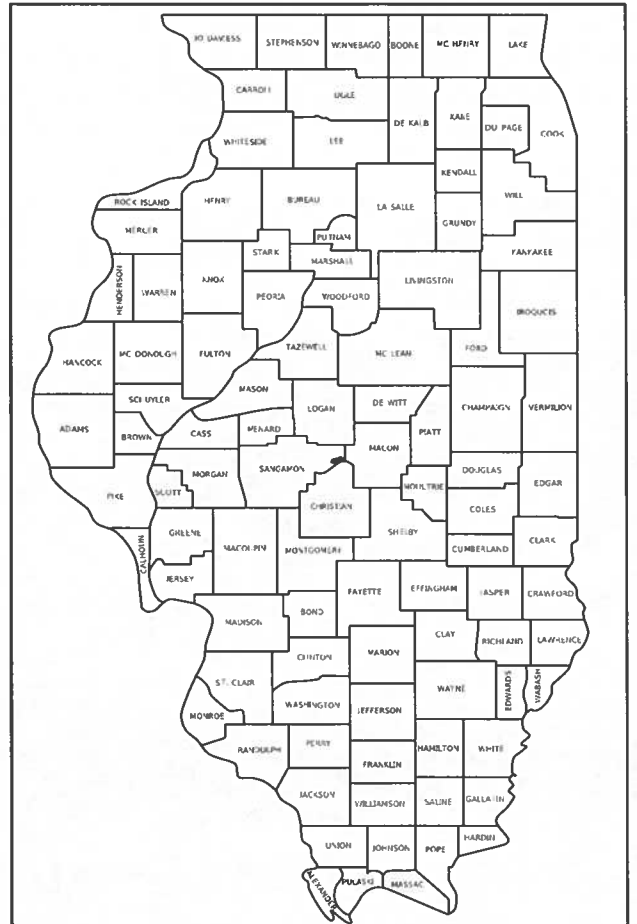 JO DAVIESS STEPHENSON WINNEBAGO BOONE MC HENRY LAKE
CARROLL OGLE
DE KALB KANE DU PAGE COOK
WHITESIDE LEE
KENDALL WILL
ROCK ISLAND HENRY BUREAU LA SALLE GRUNDY
MERCER PUTNAM
STARK MARSHALL KANKAKEE
HENDERSON WARREN KNOX PEORIA WOODFORD LIVINGSTON IROQUOIS
HANCOCK MC DONOUGH FULTON TAZEWELL MC LEAN FORD
SCHUYLER MASON LOGAN DE WITT CHAMPAIGN VERMILION
ADAMS BROWN CASS MENARD PIATT
MACON
PIKE SCOTT MORGAN SANGAMON MOULTRIE DOUGLAS EDGAR
CHRISTIAN COLES
CALHOUN GREENE MACOUPIN MONTGOMERY SHELBY CUMBERLAND CLARK
JERSEY FAYETTE EFFINGHAM JASPER CRAWFORD
MADISON BOND
CLAY RICHLAND LAWRENCE
CLINTON MARION
ST. CLAIR WAYNE EDWARDS WABASH
MONROE WASHINGTON JEFFERSON
RANDOLPH PERRY HAMILTON WHITE
FRANKLIN
JACKSON WILLIAMSON SALINE GALLATIN
UNION JOHNSON POPE HARDIN
ALEXANDER PULASKI MASSAC